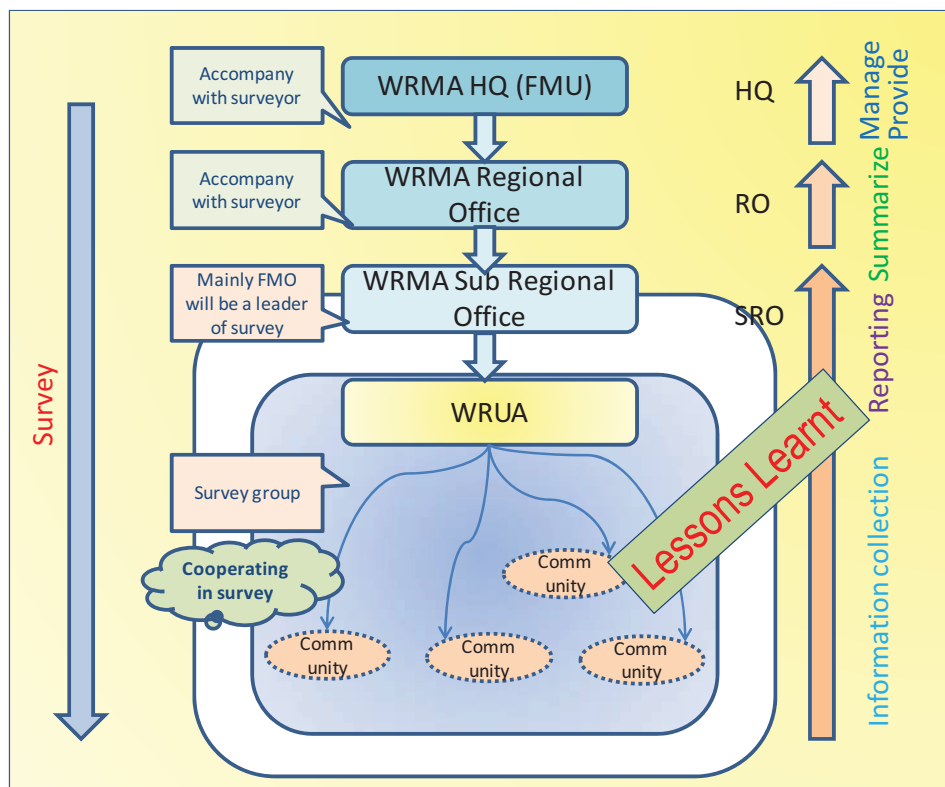 Accompany
with surveyor
WRMA HQ (FMU)
HQ
Manage
Provide
Accompany
with surveyor
WRMA Regional
Office
RO
Summarize
Mainly FMO
will be a leader
of survey
WRMA Sub Regional
Office
SRO
Reporting
Survey
WRUA
Lessons Learnt
Survey group
Cooperating
in survey
Information collection
Comm
unity
Comm
unity
Comm
unity
Comm
unity